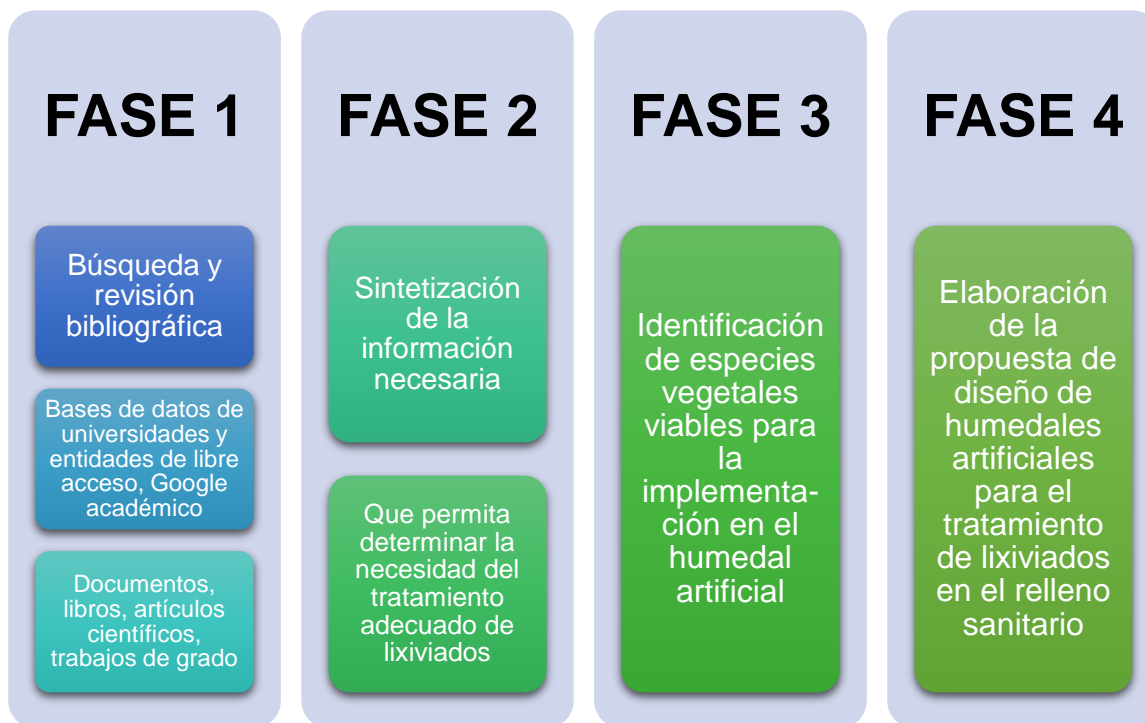 FASE 1
Búsqueda y
revisión
bibliográfica
Bases de datos de
universidades y
entidades de libre
acceso, Google
académico
Documentos,
libros, artículos
científicos,
trabajos de grado
FASE 2
Sintetización
de la
información
necesaria
Que permita
determinar la
necesidad del
tratamiento
adecuado de
lixiviados
FASE 3
Identificación
de especies
vegetales
viables para
la
implementa-
ción en el
humedal
artificial
FASE 4
Elaboración
de la
propuesta de
diseño de
humedales
artificiales
para el
tratamiento
de lixiviados
en el relleno
sanitario